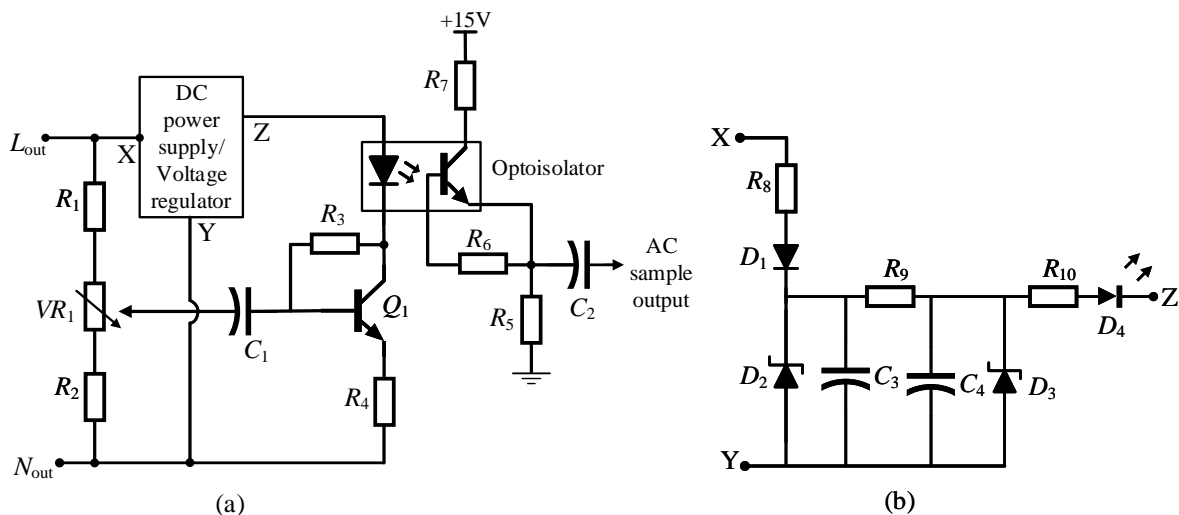 +15V
R7
DC
power
supply/
Voltage
regulator
Z
Lout
X
Optoisolator
R1
Y
R3
R6
AC
sample
output
VR1
Q1
C1
R5
C2
R2
R4
Nout
(a)
X
R8
D1
R9
R10
Z
D4
D2
C3
C4
D3
Y
(b)